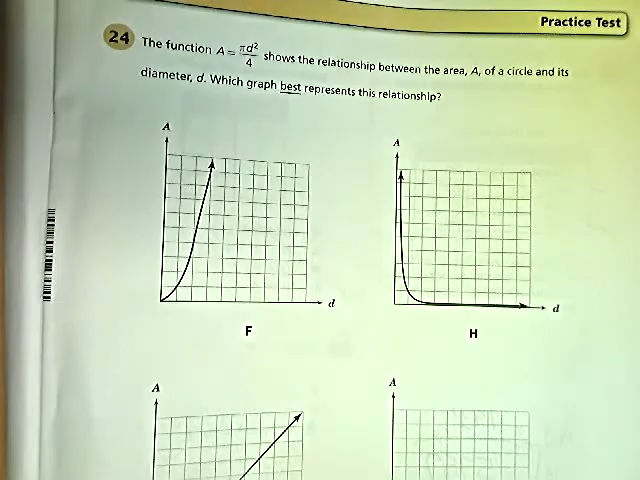 Practice Test
24 The function A = πd²/4 shows the relationship between the area, A, of a circle and its
diameter, d. Which graph best represents this relationship?
A
A
d
d
F
H
A
A